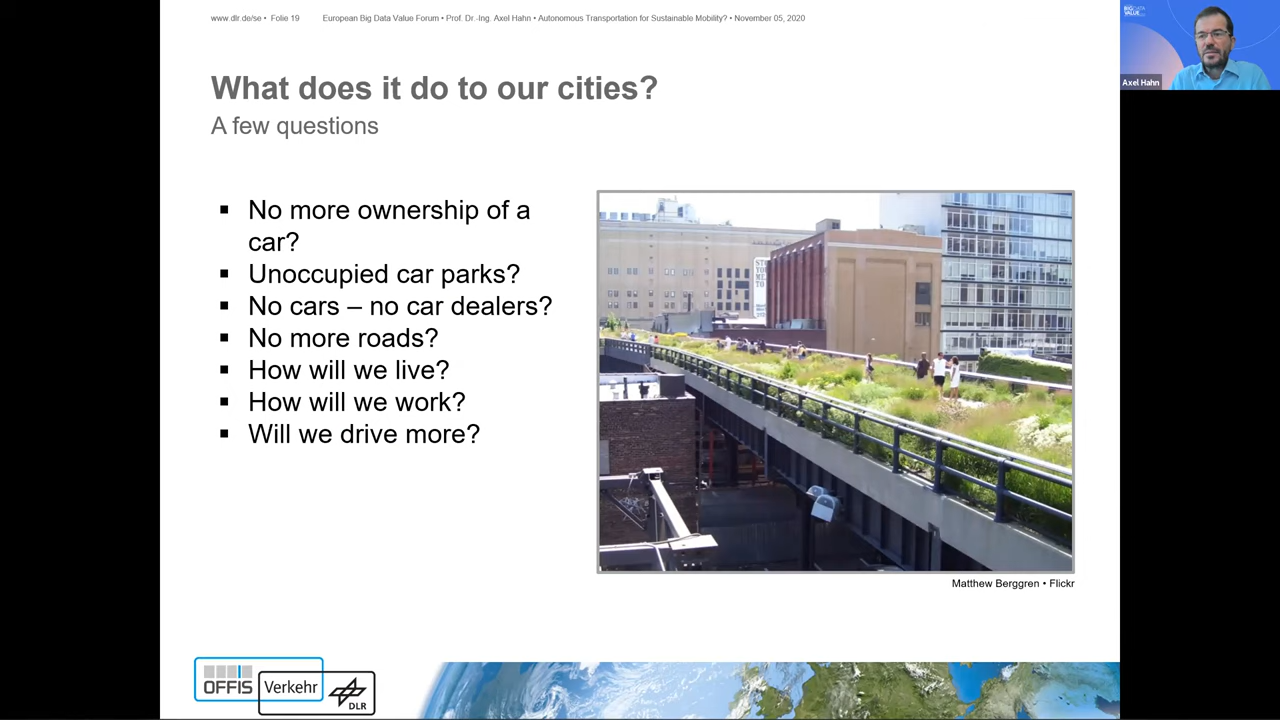 www.dlr.de/se • Folie 19 European Big Data Value Forum • Prof. Dr.-Ing. Axel Hahn • Autonomous Transportation for Sustainable Mobility? • November 05, 2020
BIG DATA
VALUE
Axel Hahn
What does it do to our cities?
A few questions
▪ No more ownership of a
car?
▪ Unoccupied car parks?
▪ No cars – no car dealers?
▪ No more roads?
▪ How will we live?
▪ How will we work?
▪ Will we drive more?
Matthew Berggren • Flickr
OFFIS
Verkehr
DLR